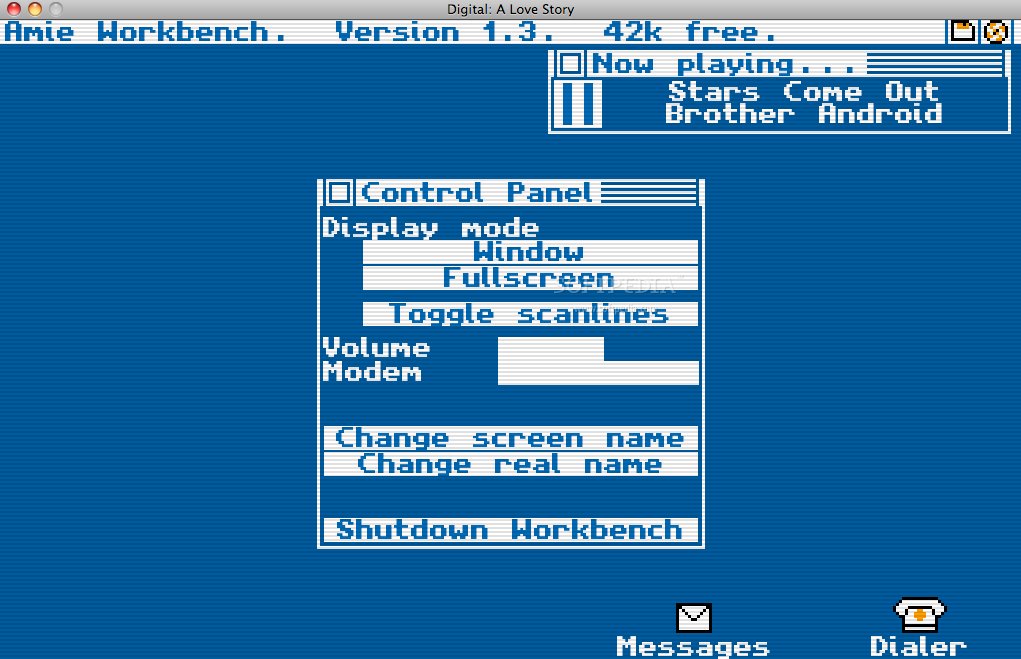 Digital: A Love Story
Amie Workbench. Version 1.3. 42k free.
Now playing...
Stars Come Out
Brother Android
Control Panel
Display mode
Window
Fullscreen
SOFTPEDIA
Toggle scanlines
Volume
Modem
Change screen name
Change real name
Shutdown Workbench
Messages
Dialer